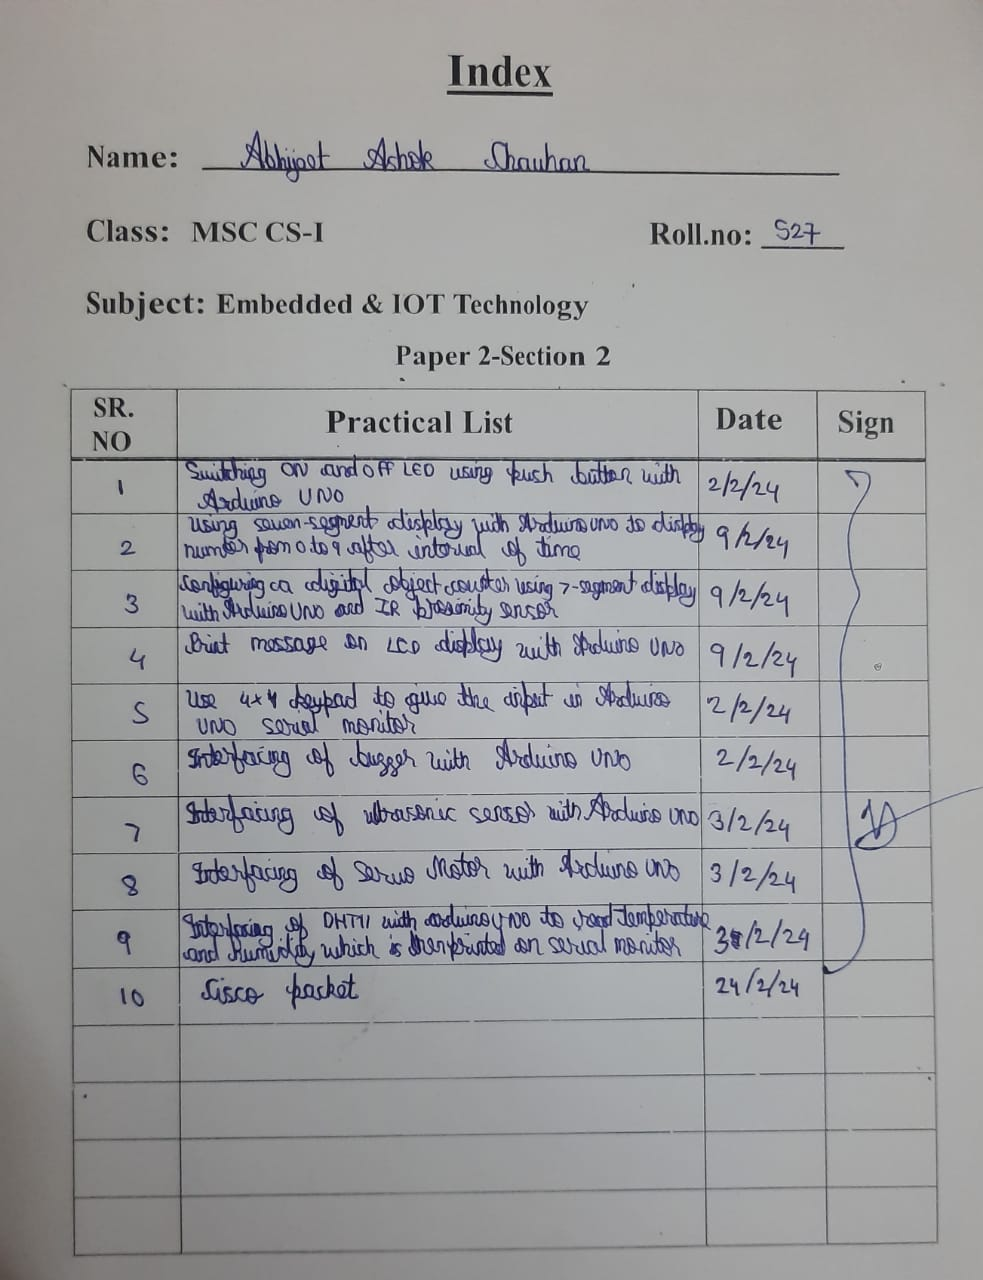 Index
Name: Abhijeet Ashok Chauhan
Class: MSC CS-I Roll.no: S27
Subject: Embedded & IOT Technology
Paper 2-Section 2
SR. NO Practical List Date Sign
1 Switching ON and OFF LED using push button with 2/2/24
Arduino UNO
2 Using seven-segment display with Arduino UNO to display 9/2/24
number from 0 to 9 after interval of time
3 Configuring a digital object counter using 7-segment display 9/2/24
with Arduino UNO and IR proximity sensor
4 Print message on LCD display with Arduino UNO 9/2/24
5 Use 4x4 keypad to give the input in Arduino 2/2/24
UNO serial monitor
6 Interfacing of buzzer with Arduino UNO 2/2/24
7 Interfacing of ultrasonic sensor with Arduino UNO 3/2/24
8 Interfacing of Servo Motor with Arduino UNO 3/2/24
9 Interfacing of DHT11 with arduino UNO to read temperature 3/2/24
and humidity which is then printed on serial monitor
10 Cisco packet 24/2/24